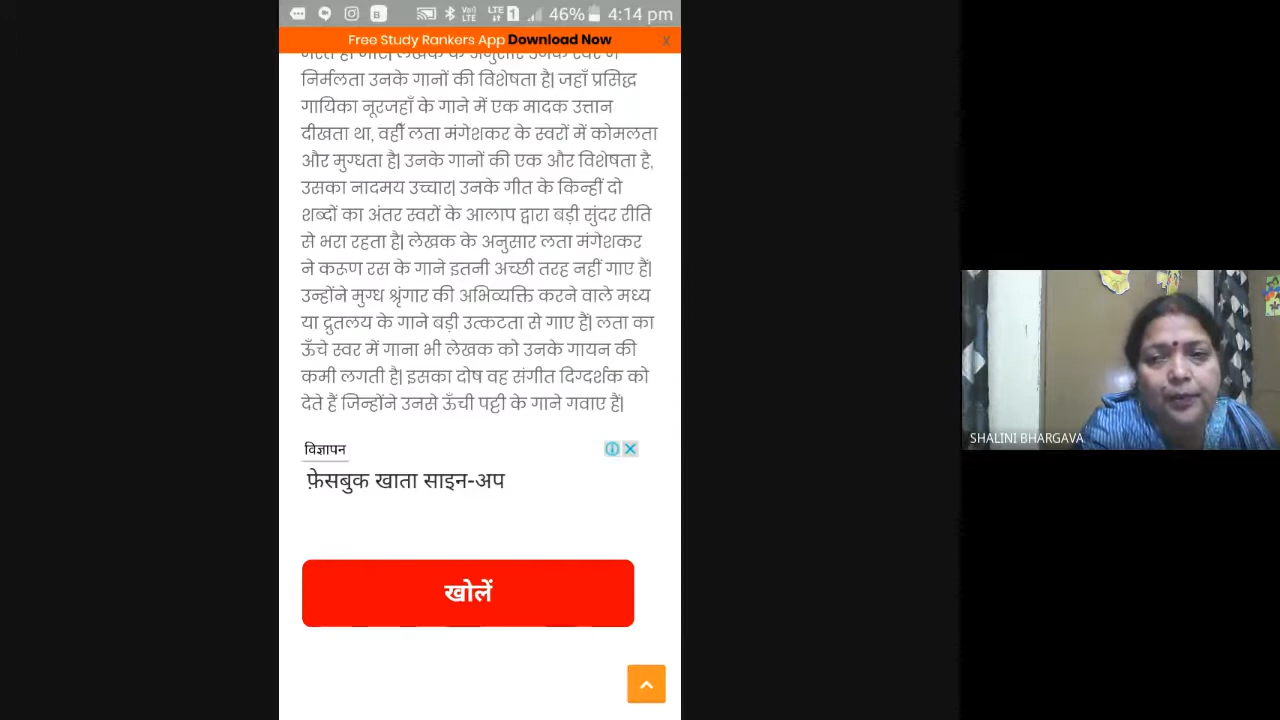 46% 4:14 pm
Free Study Rankers App Download Now x
निर्मलता उनके गानों की विशेषता है| जहाँ प्रसिद्ध
गायिका नूरजहाँ के गाने में एक मादक उत्तान
दीखता था, वहीँ लता मंगेशकर के स्वरों में कोमलता
और मुग्धता है| उनके गानों की एक और विशेषता है,
उसका नादमय उच्चार| उनके गीत के किन्हीं दो
शब्दों का अंतर स्वरों के आलाप द्वारा बड़ी सुंदर रीति
से भरा रहता है| लेखक के अनुसार लता मंगेशकर
ने करूण रस के गाने इतनी अच्छी तरह नहीं गाए हैं|
उन्होंने मुग्ध श्रृंगार की अभिव्यक्ति करने वाले मध्य
या द्रुतलय के गाने बड़ी उत्कटता से गाए हैं| लता का
ऊँचे स्वर में गाना भी लेखक को उनके गायन की
कमी लगती है| इसका दोष वह संगीत दिग्दर्शक को
देते हैं जिन्होंने उनसे ऊँची पट्टी के गाने गवाए हैं|
विज्ञापन
फ़ेसबुक खाता साइन-अप
खोलें
SHALINI BHARGAVA